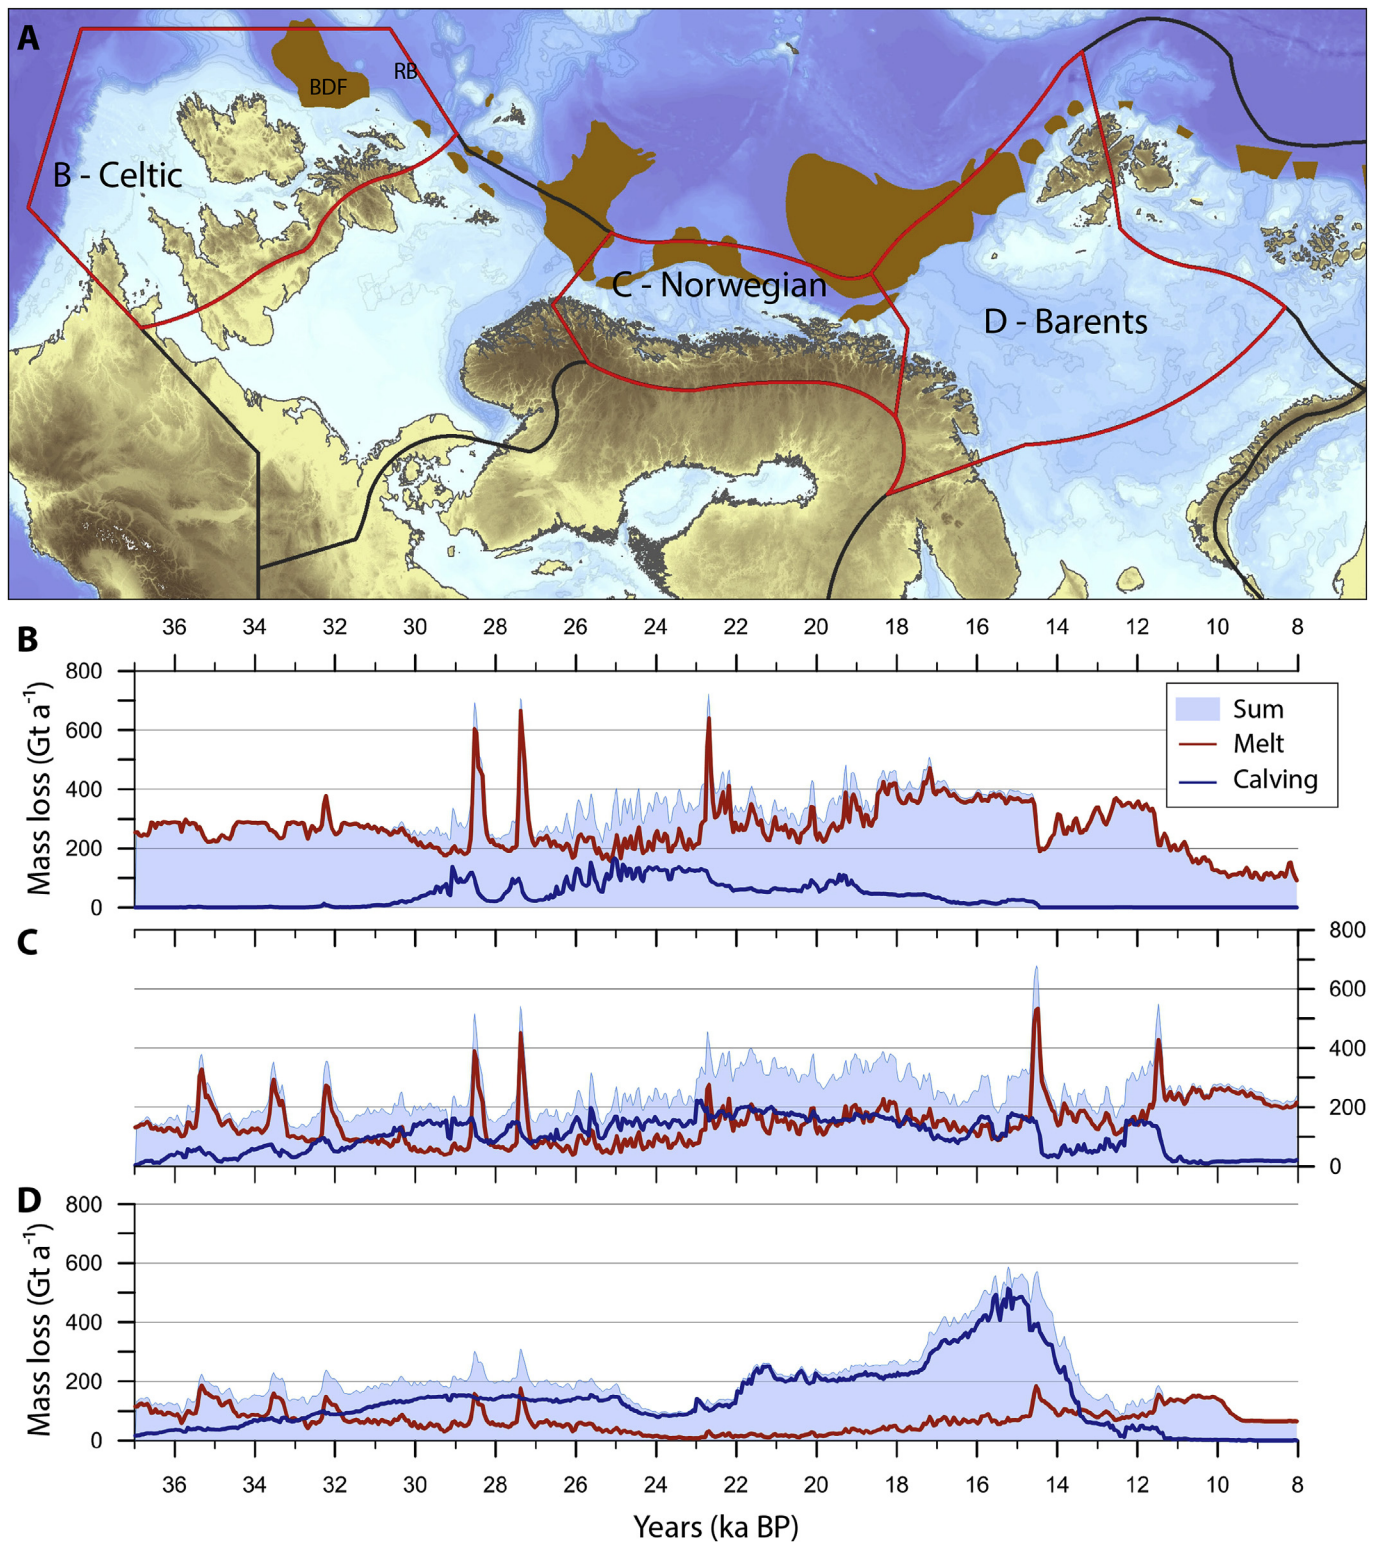 A
BDF
RB
B - Celtic
C - Norwegian
D - Barents
36 34 32 30 28 26 24 22 20 18 16 14 12 10 8
B
Mass loss (Gt a⁻¹)
800
600
400
200
0
Sum
Melt
Calving
C
800
600
400
200
0
D
Mass loss (Gt a⁻¹)
800
600
400
200
0
36 34 32 30 28 26 24 22 20 18 16 14 12 10 8
Years (ka BP)